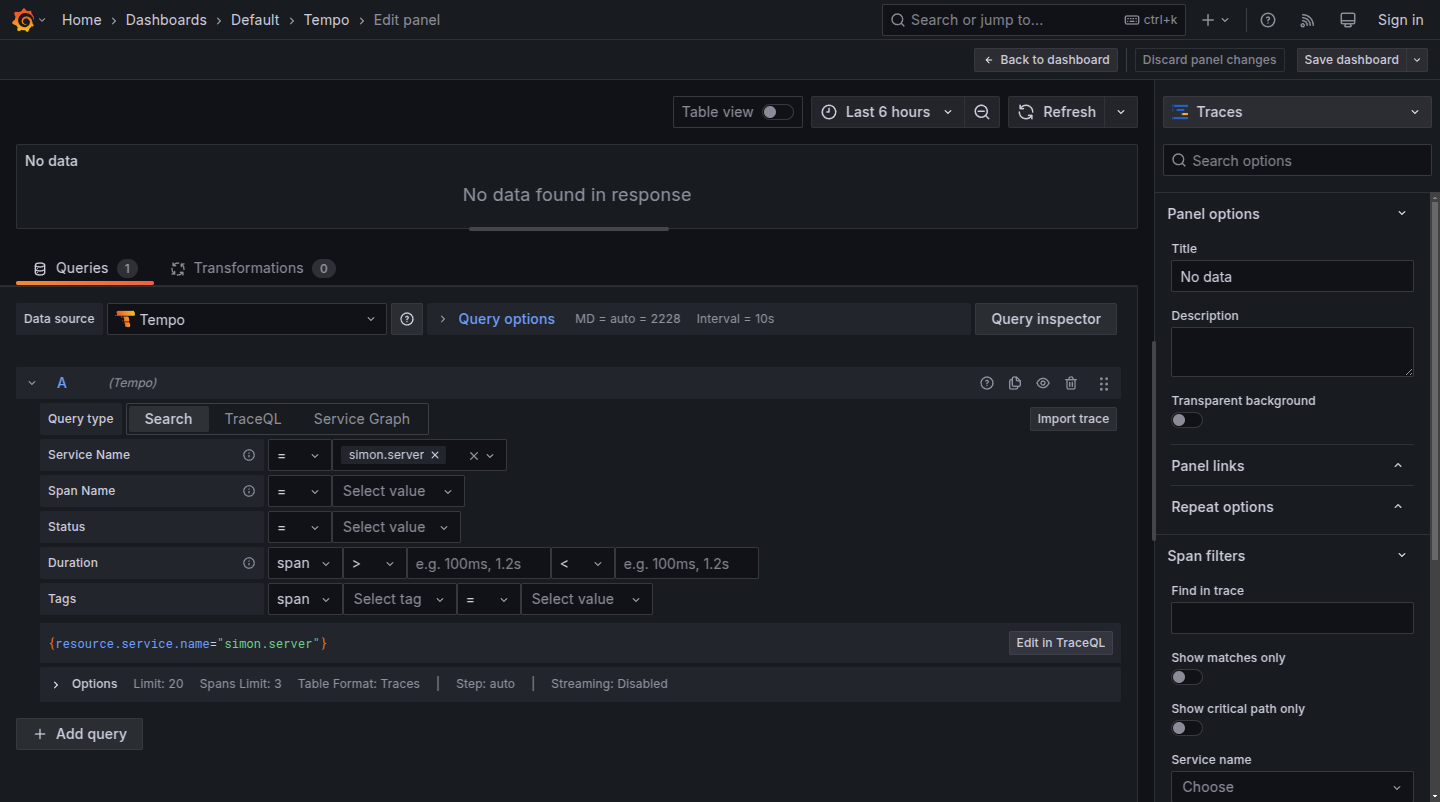 Home › Dashboards › Default › Tempo › Edit panel
Search or jump to... ctrl+k
Sign in
Back to dashboard
Discard panel changes
Save dashboard
Table view
Last 6 hours
Refresh
No data
No data found in response
Queries 1
Transformations 0
Data source
Tempo
Query options MD = auto = 2228 Interval = 10s
Query inspector
A (Tempo)
Query type Search TraceQL Service Graph
Import trace
Service Name = simon.server
Span Name = Select value
Status = Select value
Duration span > e.g. 100ms, 1.2s < e.g. 100ms, 1.2s
Tags span Select tag = Select value
{resource.service.name="simon.server"}
Edit in TraceQL
Options Limit: 20 Spans Limit: 3 Table Format: Traces | Step: auto | Streaming: Disabled
+ Add query
Traces
Search options
Panel options
Title
No data
Description
Transparent background
Panel links
Repeat options
Span filters
Find in trace
Show matches only
Show critical path only
Service name
Choose